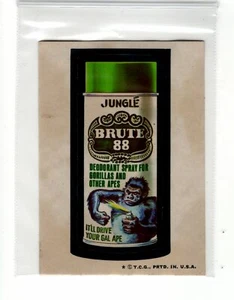 JUNGLE
BRUTE
88
DEODORANT SPRAY FOR
GORILLAS AND
OTHER APES
IT'LL DRIVE
YOUR GAL APE
* © T.C.G., PRTD. IN U.S.A.